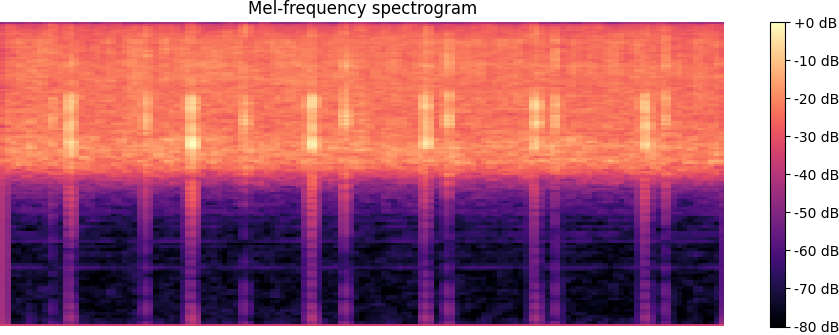 Mel-frequency spectrogram
+0 dB
-10 dB
-20 dB
-30 dB
-40 dB
-50 dB
-60 dB
-70 dB
-80 dB